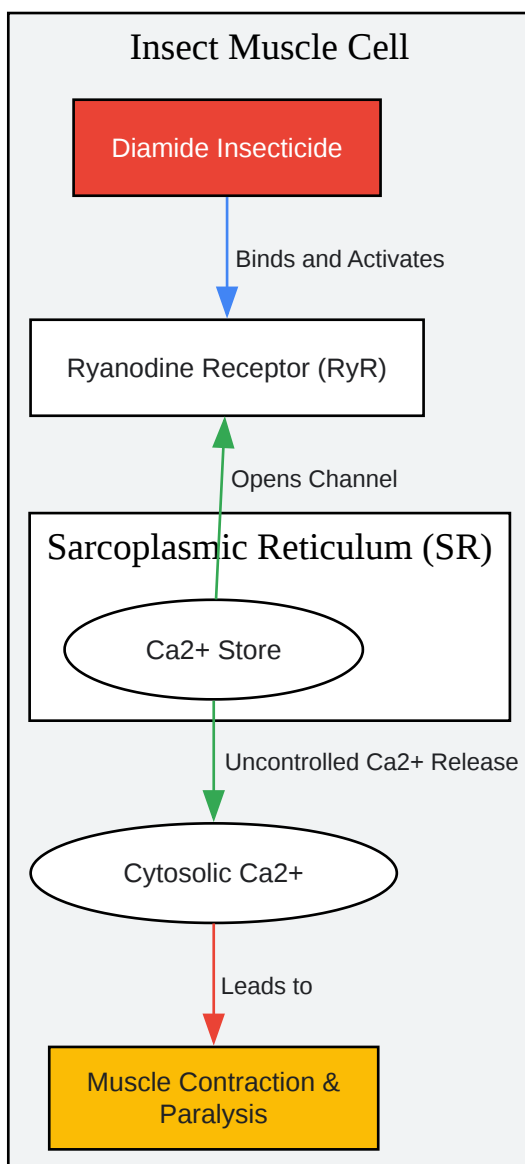 Insect Muscle Cell
Diamide Insecticide
Binds and Activates
Ryanodine Receptor (RyR)
Opens Channel
Sarcoplasmic Reticulum (SR)
Ca2+ Store
Uncontrolled Ca2+ Release
Cytosolic Ca2+
Leads to
Muscle Contraction &
Paralysis